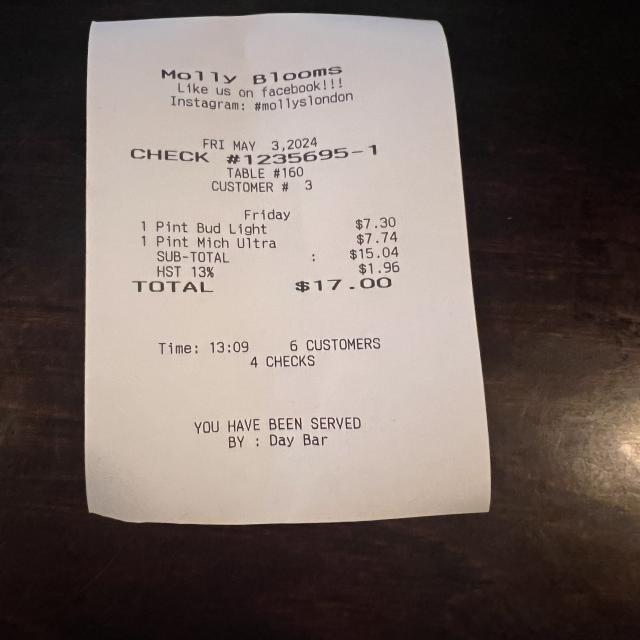 Molly Blooms
Like us on facebook!!!
Instagram: #mollyslondon
FRI MAY 3,2024
CHECK #1235695-1
TABLE #160
CUSTOMER # 3
Friday
1 Pint Bud Light $7.30
1 Pint Mich Ultra $7.74
SUB-TOTAL : $15.04
HST 13% $1.96
TOTAL $17.00
Time: 13:09 6 CUSTOMERS
4 CHECKS
YOU HAVE BEEN SERVED
BY : Day Bar